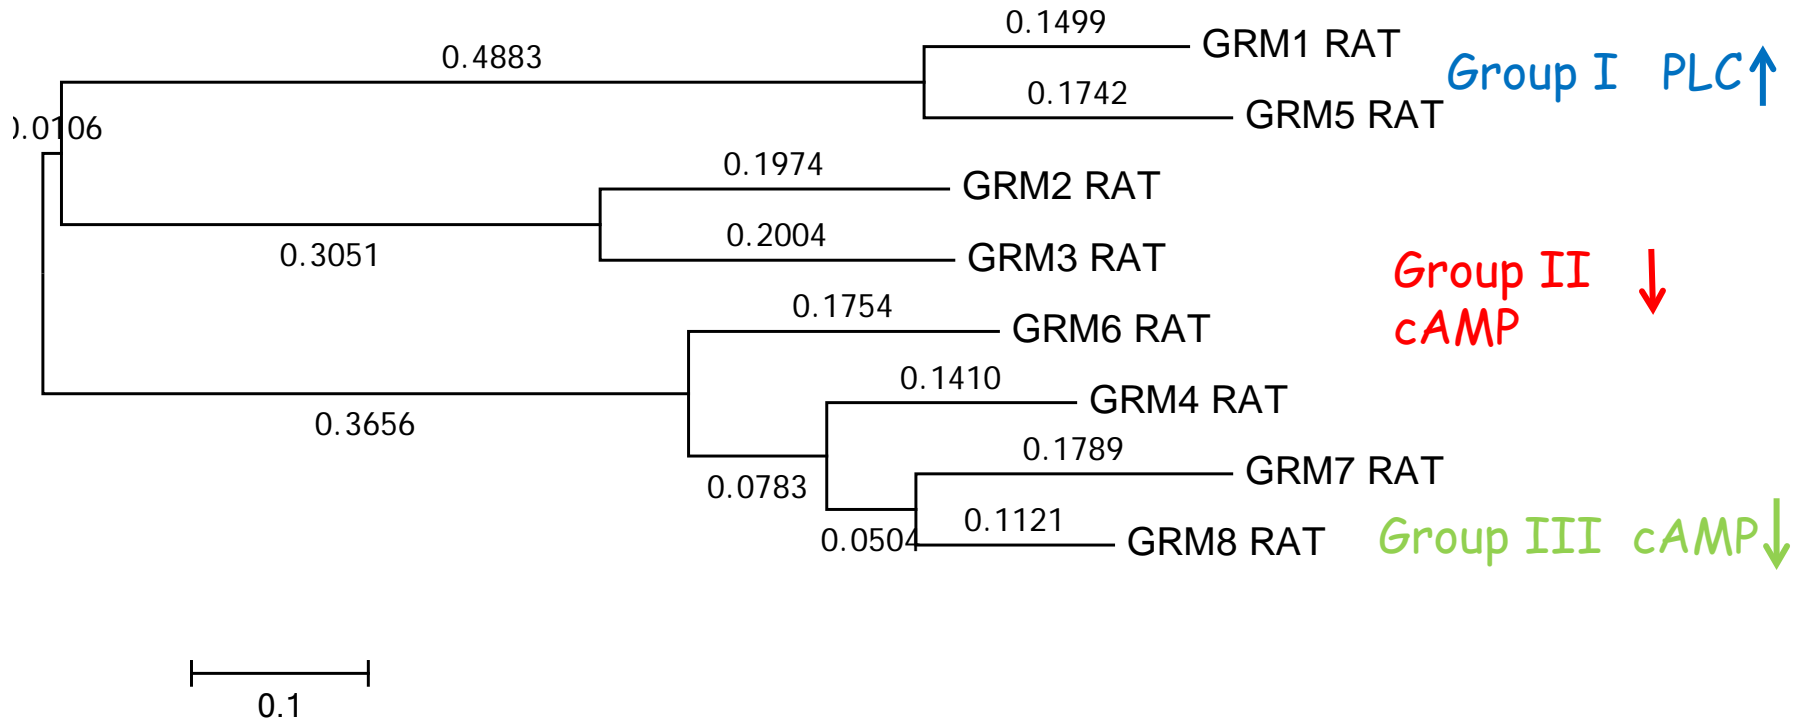 0.1499
GRM1 RAT
0.4883
Group I PLC
0.1742
GRM5 RAT
0.0106
0.1974
GRM2 RAT
0.2004
GRM3 RAT
0.3051
Group II
cAMP
0.1754
GRM6 RAT
0.1410
GRM4 RAT
0.3656
0.1789
GRM7 RAT
0.0783
0.1121
GRM8 RAT
0.0504
Group III cAMP
0.1